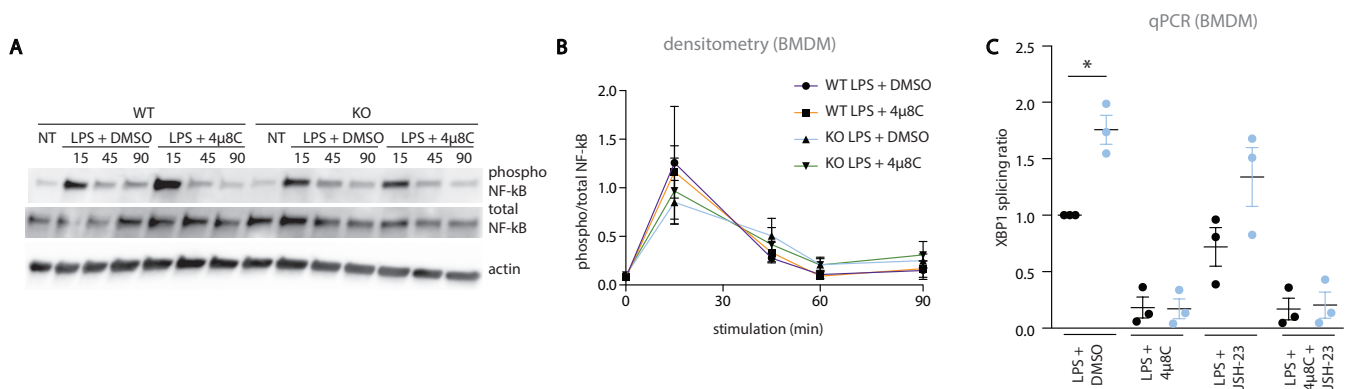 A
WT KO
NT LPS + DMSO LPS + 4µ8C NT LPS + DMSO LPS + 4µ8C
15 45 90 15 45 90 15 45 90 15 45 90
phospho
NF-kB
total
NF-kB
actin
B
densitometry (BMDM)
WT LPS + DMSO
WT LPS + 4µ8C
KO LPS + DMSO
KO LPS + 4µ8C
phospho/total NF-kB
2.0
1.5
1.0
0.5
0.0
0 30 60 90
stimulation (min)
qPCR (BMDM)
C
XBP1 splicing ratio
2.5
2.0
1.5
1.0
0.5
0.0
*
LPS +
DMSO
LPS +
4µ8C
LPS +
JSH-23
LPS +
4µ8C +
JSH-23